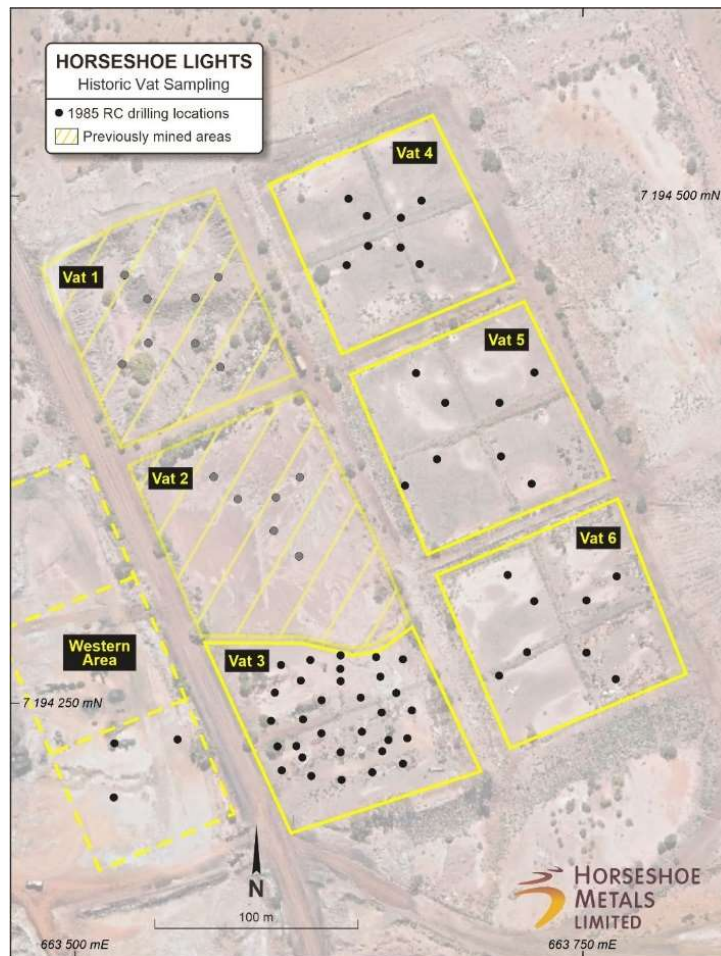 HORSESHOE LIGHTS
Historic Vat Sampling
1985 RC drilling locations
Previously mined areas
Vat 4
7 194 500 mN
Vat 1
Vat 5
Vat 2
Vat 6
Western
Area
Vat 3
7 194 250 mN
N
100 m
HORSESHOE
METALS
LIMITED
663 500 mE
663 750 mE